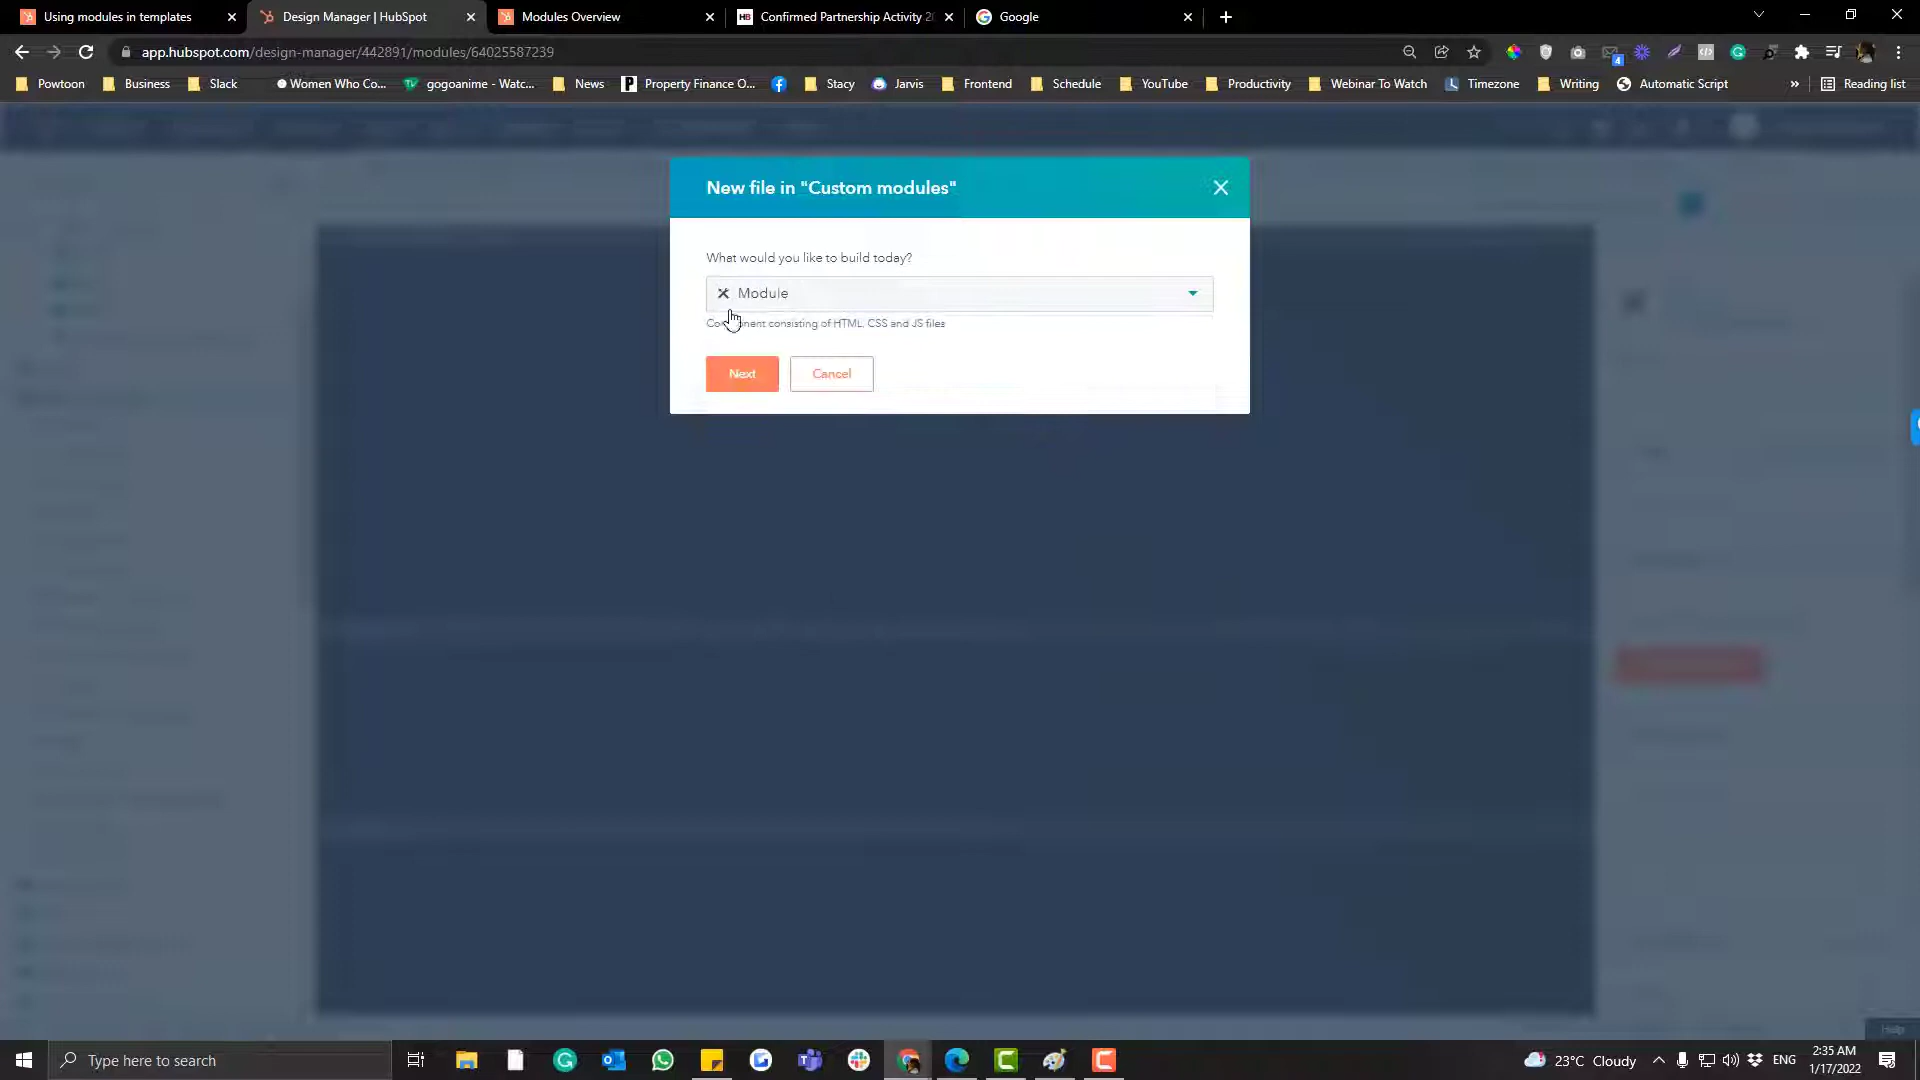 Using modules in templates
Design Manager | HubSpot
Modules Overview
HB Confirmed Partnership Activity 2
Google
app.hubspot.com/design-manager/442891/modules/64025587239
4
Powtoon
Business
Slack
Women Who Co...
gogoanime - Watc...
News
Property Finance O...
Stacy
Jarvis
Frontend
Schedule
YouTube
Productivity
Webinar To Watch
Timezone
Writing
Automatic Script
»
Reading list
New file in "Custom modules"
What would you like to build today?
Module
Component consisting of HTML, CSS and JS files
Next
Cancel
Help
Type here to search
23°C Cloudy
ENG
2:35 AM
1/17/2022